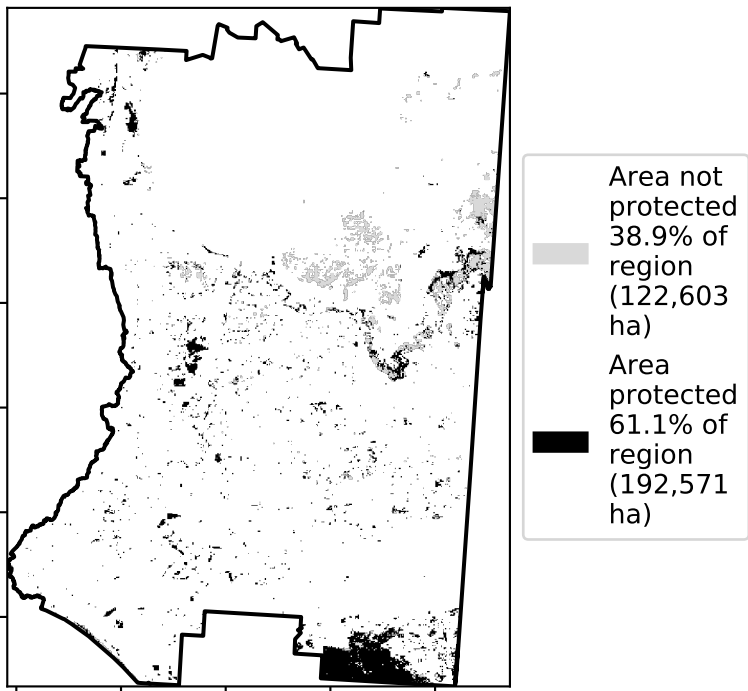 Area not
protected
38.9% of
region
(122,603
ha)
Area
protected
61.1% of
region
(192,571
ha)